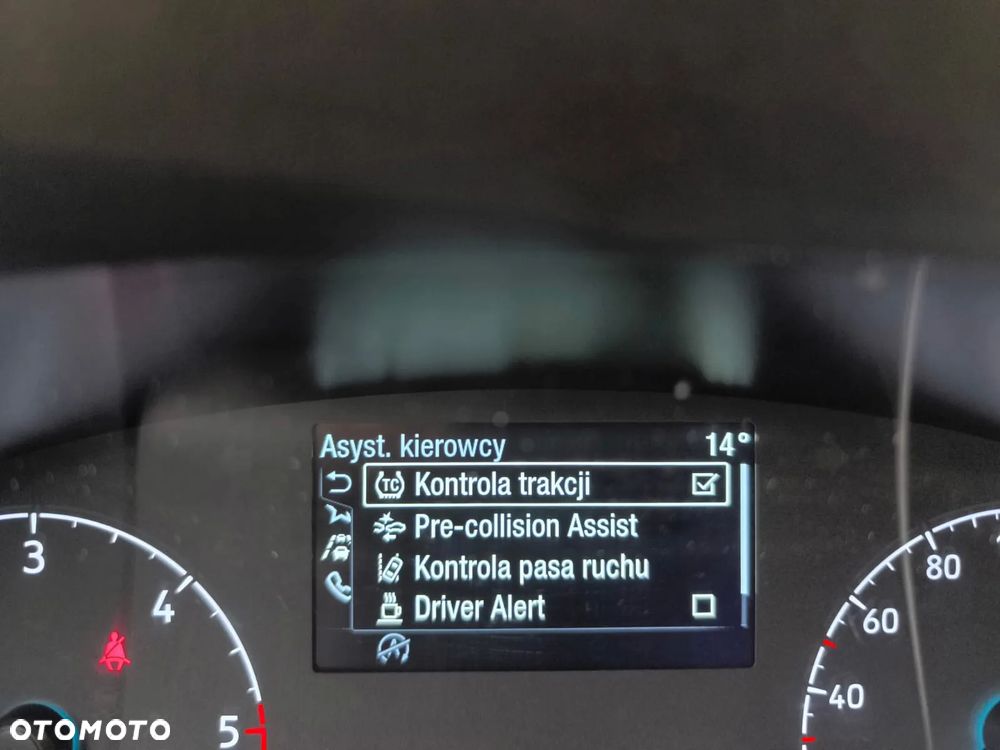 Asyst. kierowcy 14°
TC Kontrola trakcji
Pre-collision Assist
Kontrola pasa ruchu
Driver Alert
A
3
4
5
80
60
40
OTOMOTO